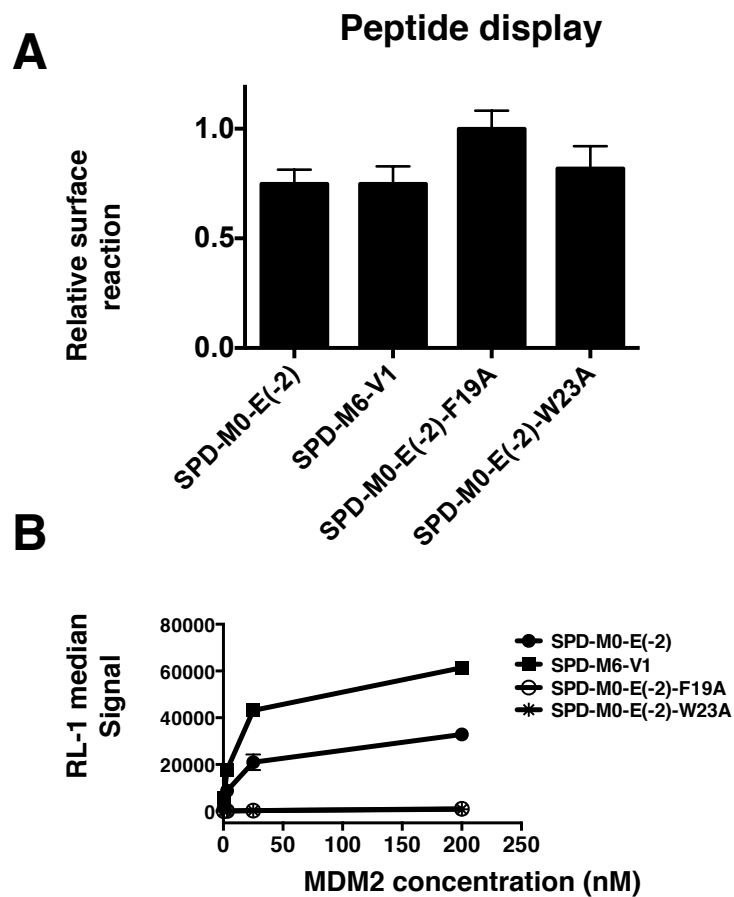 Peptide display
A
Relative surface
reaction
1.0
0.5
0.0
SPD-M0-E(-2)
SPD-M6-V1
SPD-M0-E(-2)-F19A
SPD-M0-E(-2)-W23A
B
RL-1 median
Signal
80000
60000
40000
20000
0
0 50 100 150 200 250
MDM2 concentration (nM)
SPD-M0-E(-2)
SPD-M6-V1
SPD-M0-E(-2)-F19A
SPD-M0-E(-2)-W23A